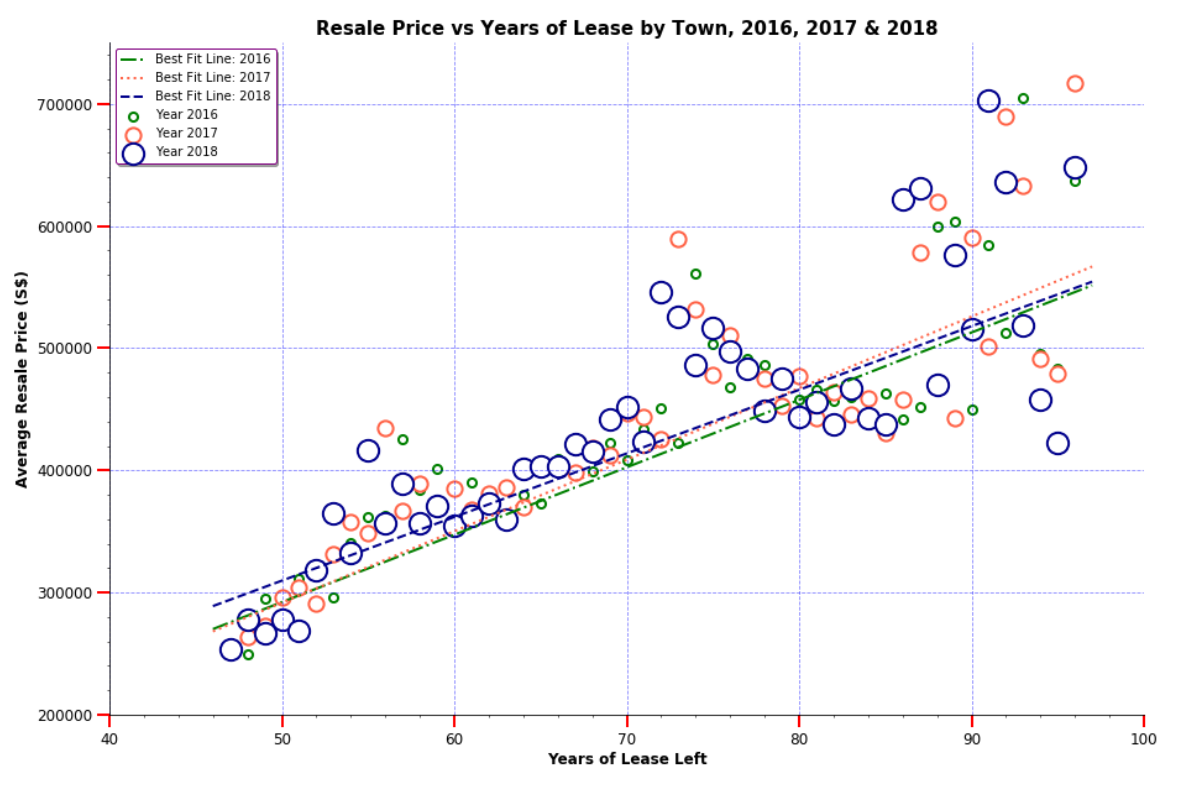 Resale Price vs Years of Lease by Town, 2016, 2017 & 2018
Best Fit Line: 2016
Best Fit Line: 2017
Best Fit Line: 2018
Year 2016
Year 2017
Year 2018
Average Resale Price (S$)
700000
600000
500000
400000
300000
200000
40 50 60 70 80 90 100
Years of Lease Left